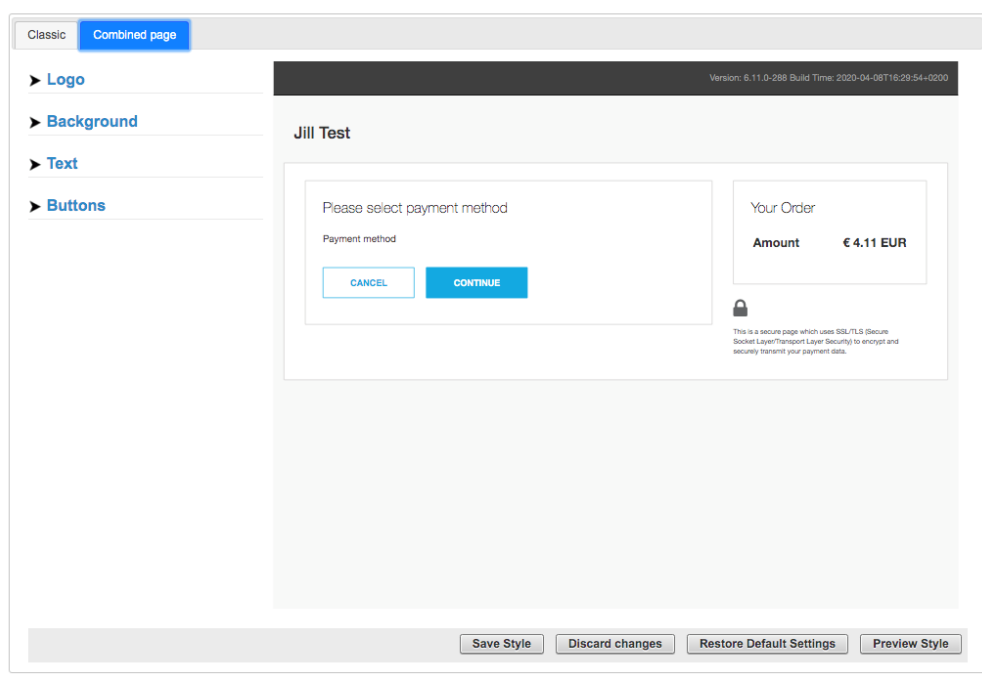 Classic
Combined page
Logo
Background
Text
Buttons
Version: 6.11.0-288 Build Time: 2020-04-08T16:29:54+0200
Jill Test
Please select payment method
Payment method
CANCEL
CONTINUE
Your Order
Amount € 4.11 EUR
This is a secure page which uses SSL/TLS (Secure
Socket Layer/Transport Layer Security) to encrypt and
securely transmit your payment data.
Save Style
Discard changes
Restore Default Settings
Preview Style